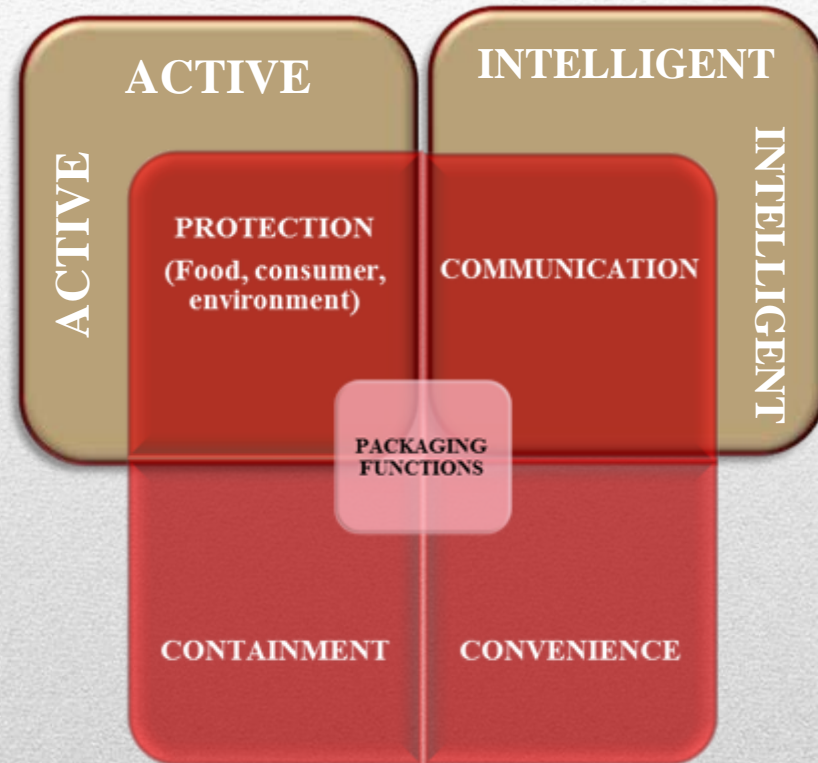 ACTIVE
INTELLIGENT
ACTIVE
INTELLIGENT
PROTECTION
(Food, consumer,
environment)
COMMUNICATION
PACKAGING
FUNCTIONS
CONTAINMENT
CONVENIENCE